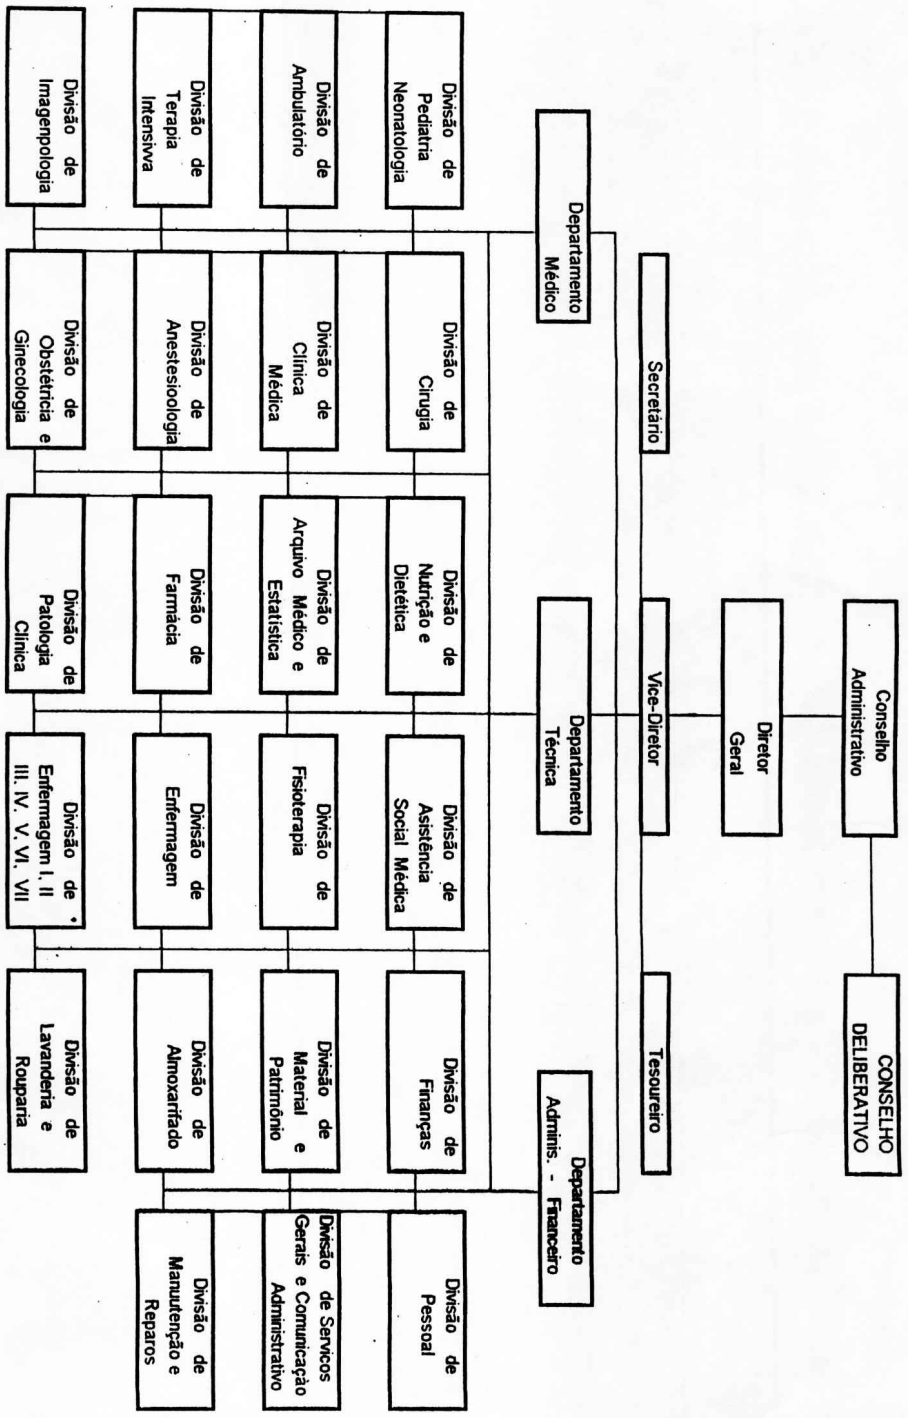 Conselho
Administrativo
CONSELHO
DELIBERATIVO
Diretor
Geral
Secretário
Vice-Diretor
Tesoureiro
Departamento
Médico
Departamento
Técnica
Departamento
Adminis. - Financeiro
Divisão de
Pediatria
Neonatologia
Divisão de
Cirugia
Divisão de
Nutrição e
Dietética
Divisão de
Asistência
Social Médica
Divisão de
Finanças
Divisão de
Pessoal
Divisão de
Ambulatório
Divisão de
Clínica
Médica
Divisão de
Arquivo Médico e
Estatística
Divisão de
Fisioterapia
Divisão de
Material e
Patrimônio
Divisão de Servicos
Gerais e Comunicação
Administrativo
Divisão de
Terapia
Intensivva
Divisão de
Anestesioologia
Divisão de
Farmácia
Divisão de
Enfermagem
Divisão de
Almoxarifado
Divisão de
Manuutenção e
Reparos
Divisão de
Imagenpologia
Divisão de
Obstétricia e
Ginecologia
Divisão de
Patologia
Clínica
Divisão de *
Enfermagem I. II
III. IV. V. VI. VII
Divisão de
Lavanderia e
Rouparia